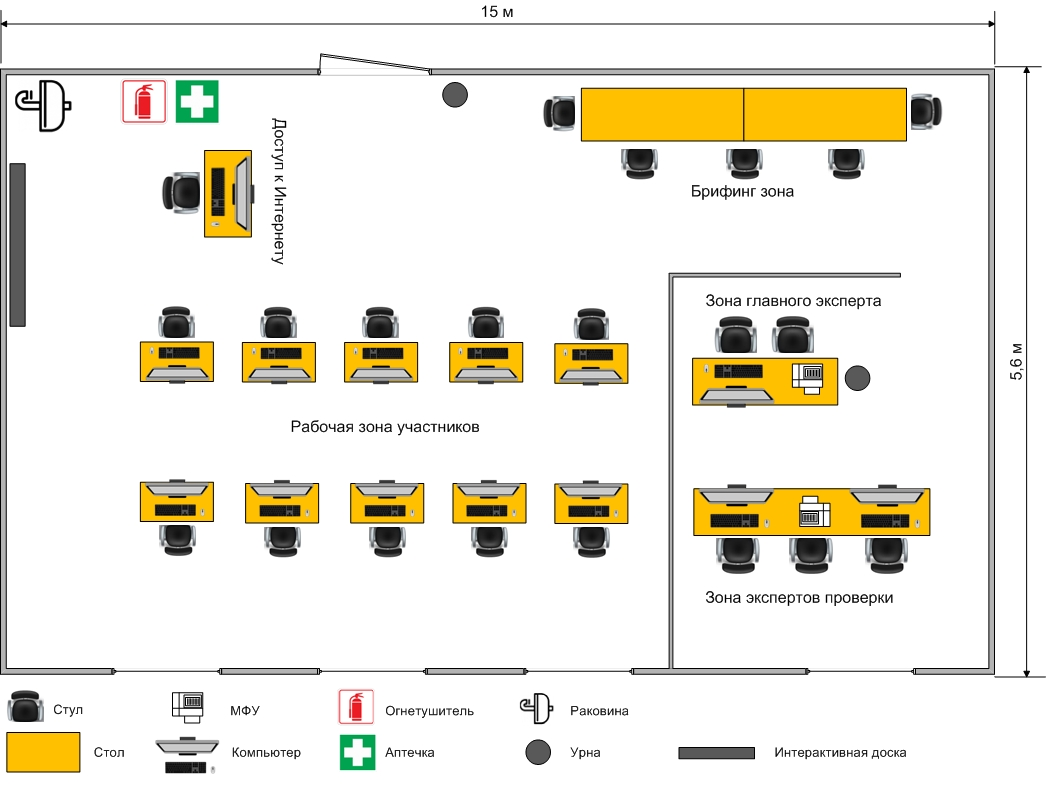 15 м
Доступ к Интернету
Брифинг зона
Зона главного эксперта
5,6 м
Рабочая зона участников
Зона экспертов проверки
Стул
МФУ
Огнетушитель
Раковина
Стол
Компьютер
Аптечка
Урна
Интерактивная доска